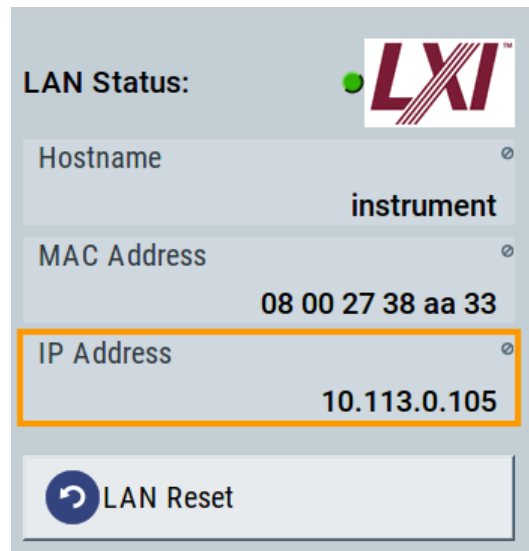 LAN Status:
LXI™
Hostname
instrument
MAC Address
08 00 27 38 aa 33
IP Address
10.113.0.105
LAN Reset